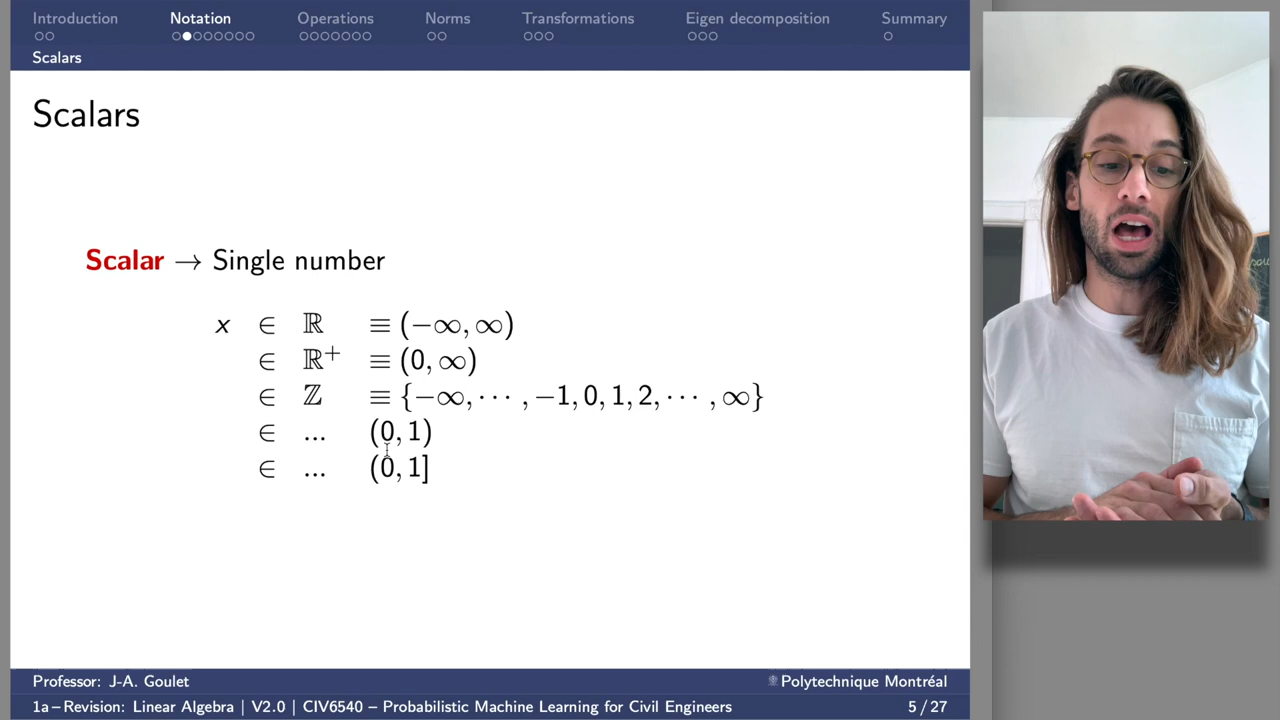 Introduction Notation Operations Norms Transformations Eigen decomposition Summary
Scalars
Scalars
Scalar → Single number
x ∈ ℝ ≡ (−∞, ∞)
∈ ℝ⁺ ≡ (0, ∞)
∈ ℤ ≡ {−∞, ⋯ , −1, 0, 1, 2, ⋯ , ∞}
∈ ... (0, 1)
∈ ... (0, 1]
Professor: J-A. Goulet Polytechnique Montréal
1a – Revision: Linear Algebra | V2.0 | CIV6540 – Probabilistic Machine Learning for Civil Engineers 5 / 27